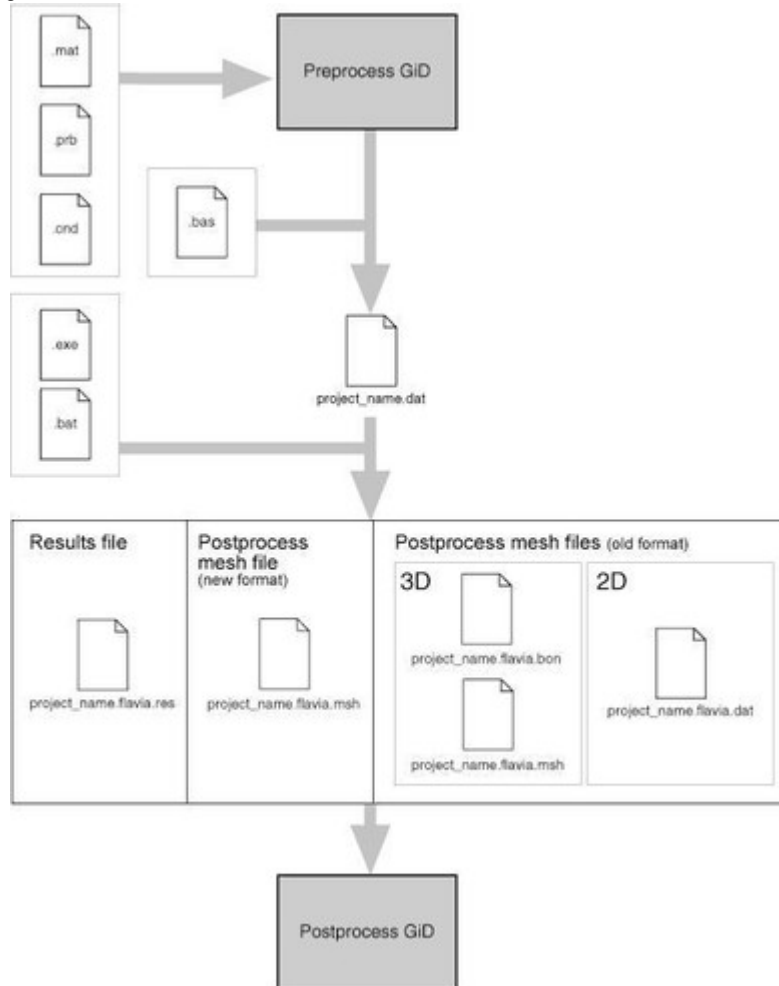 .mat
Preprocess GiD
.prb
.cnd
.bas
.exe
.bat
project_name.dat
Results file
project_name.flavia.res
Postprocess
mesh file
(new format)
project_name.flavia.msh
Postprocess mesh files (old format)
3D
project_name.flavia.bon
project_name.flavia.msh
2D
project_name.flavia.dat
Postprocess GiD